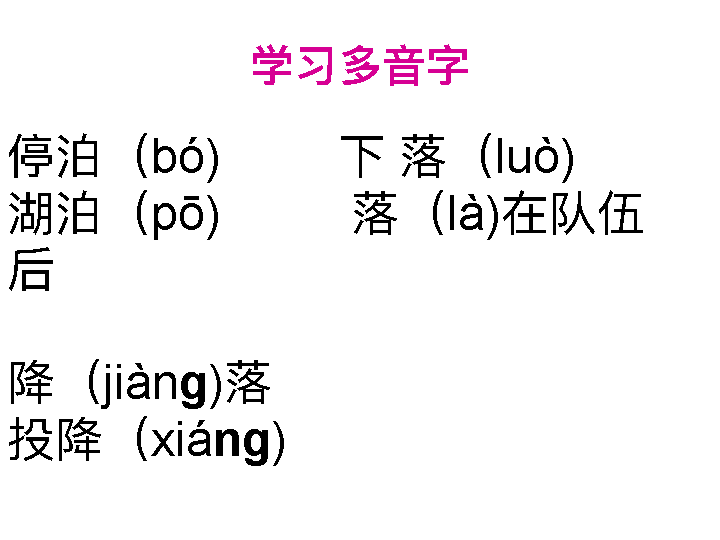 学习多音字
停泊（bó) 下 落（luò)
湖泊（pō) 落（là)在队伍
后
降（jiàng)落
投降（xiáng)